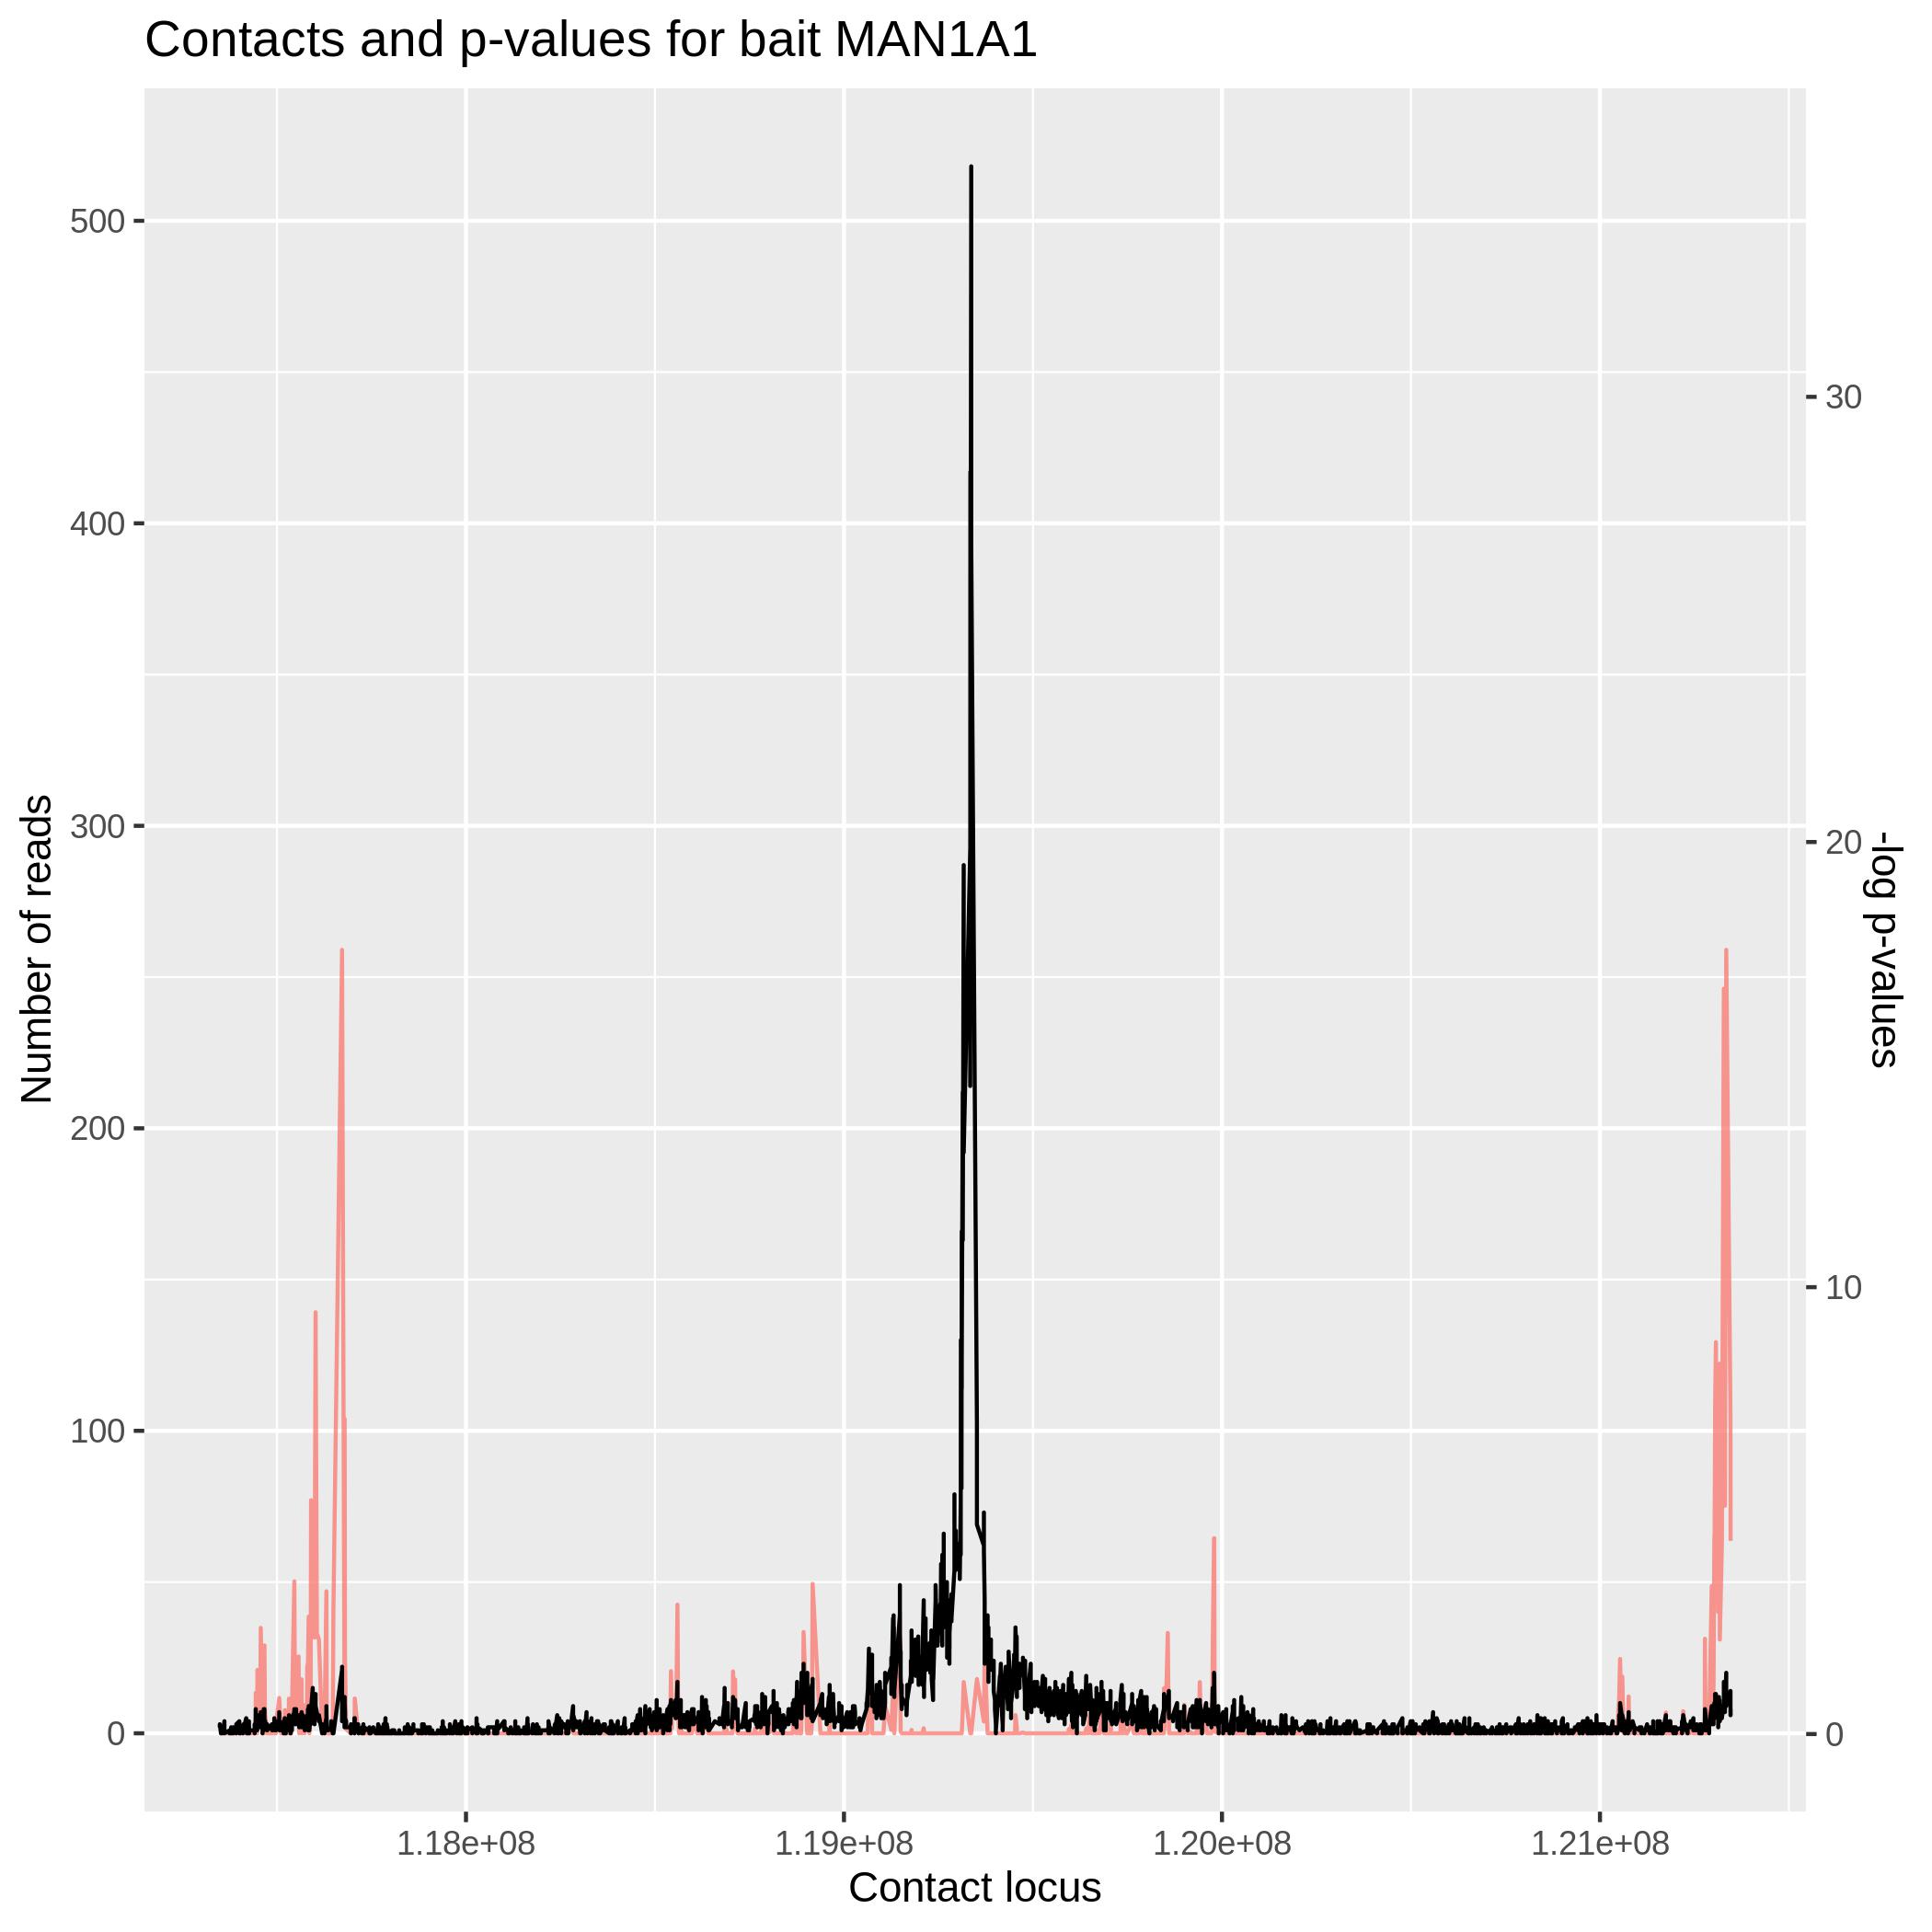 Contacts and p-values for bait MAN1A1
500
400
300
200
100
0
Number of reads
30
20
10
0
-log p-values
1.18e+08
1.19e+08
1.20e+08
1.21e+08
Contact locus